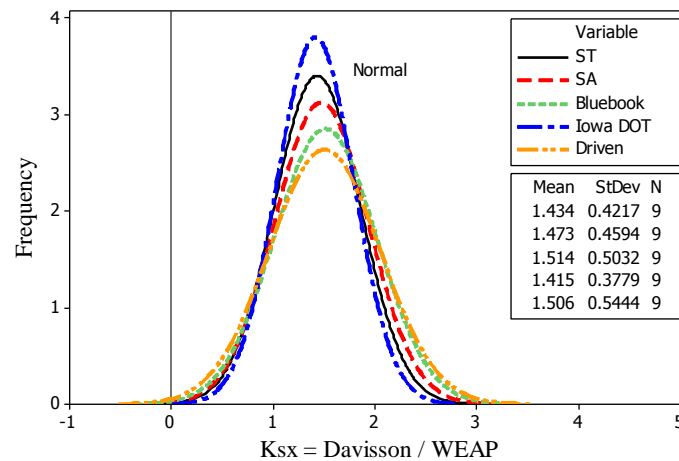 4
3
2
1
0
Frequency
-1 0 1 2 3 4 5
Ksx = Davisson / WEAP
Normal
Variable
ST
SA
Bluebook
Iowa DOT
Driven
Mean StDev N
1.434 0.4217 9
1.473 0.4594 9
1.514 0.5032 9
1.415 0.3779 9
1.506 0.5444 9